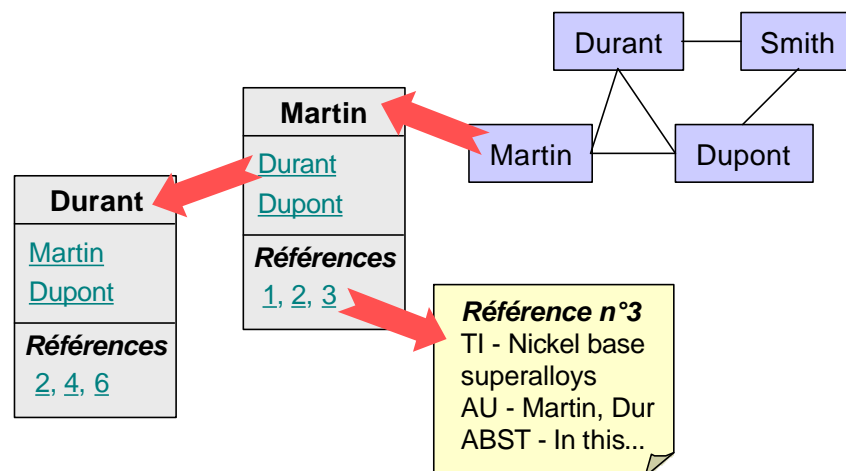 Durant
Smith
Martin
Dupont
Martin
Durant
Dupont
Références
1, 2, 3
Durant
Martin
Dupont
Références
2, 4, 6
Référence n°3
TI - Nickel base
superalloys
AU - Martin, Dur
ABST - In this...